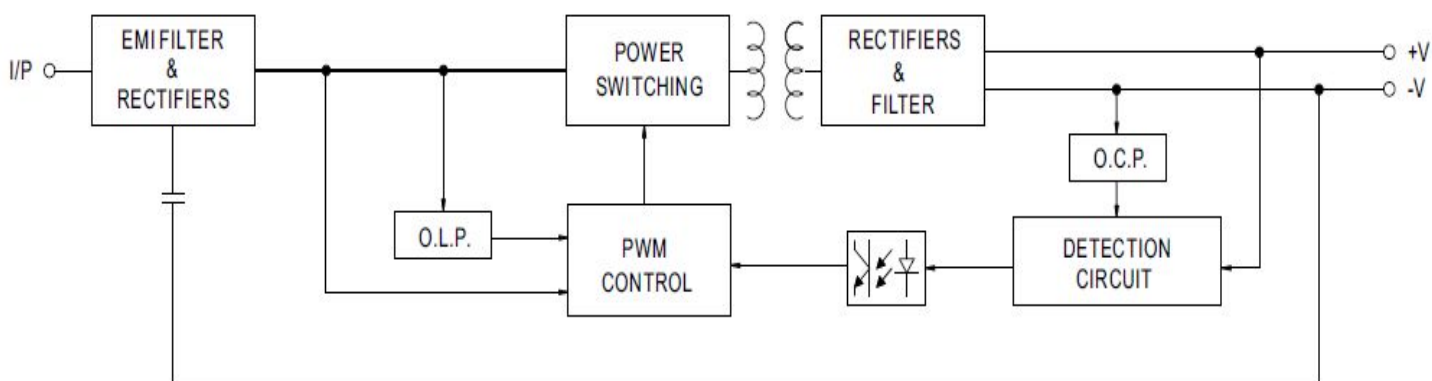 I/P
EMI FILTER
&
RECTIFIERS
POWER
SWITCHING
RECTIFIERS
&
FILTER
+V
-V
O.C.P.
O.L.P.
PWM
CONTROL
DETECTION
CIRCUIT